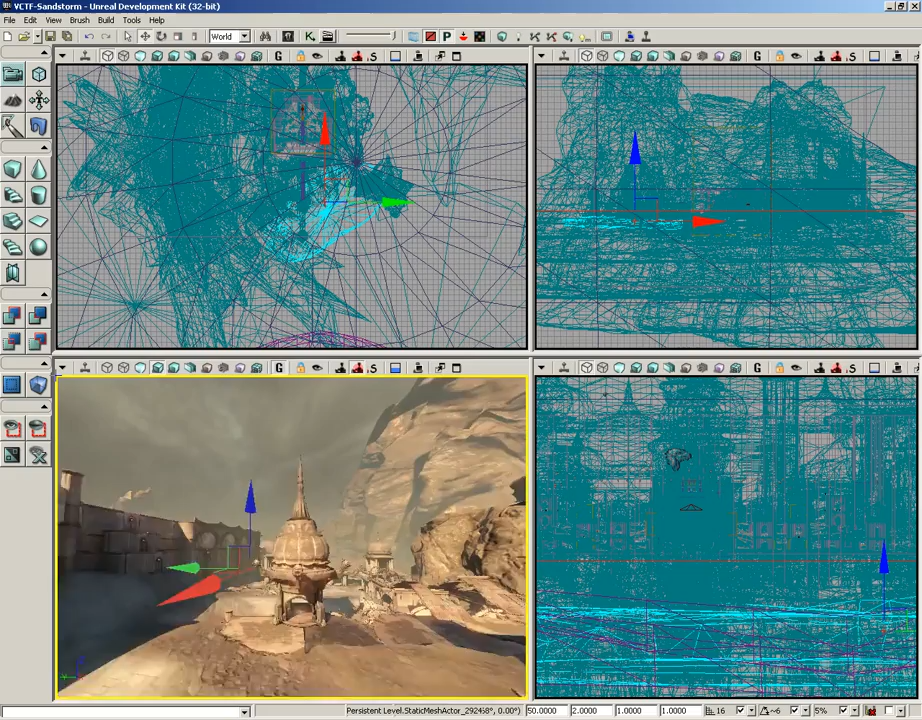 VCTF-Sandstorm - Unreal Development Kit (32-bit)
File Edit View Brush Build Tools Help
World
K
P
G
G
S
G
S
G
S
G
S
Persistent Level.StaticMeshActor_292458°, 0.00°)
50.0000 2.0000 1.0000 1.0000 16 ~6 5%